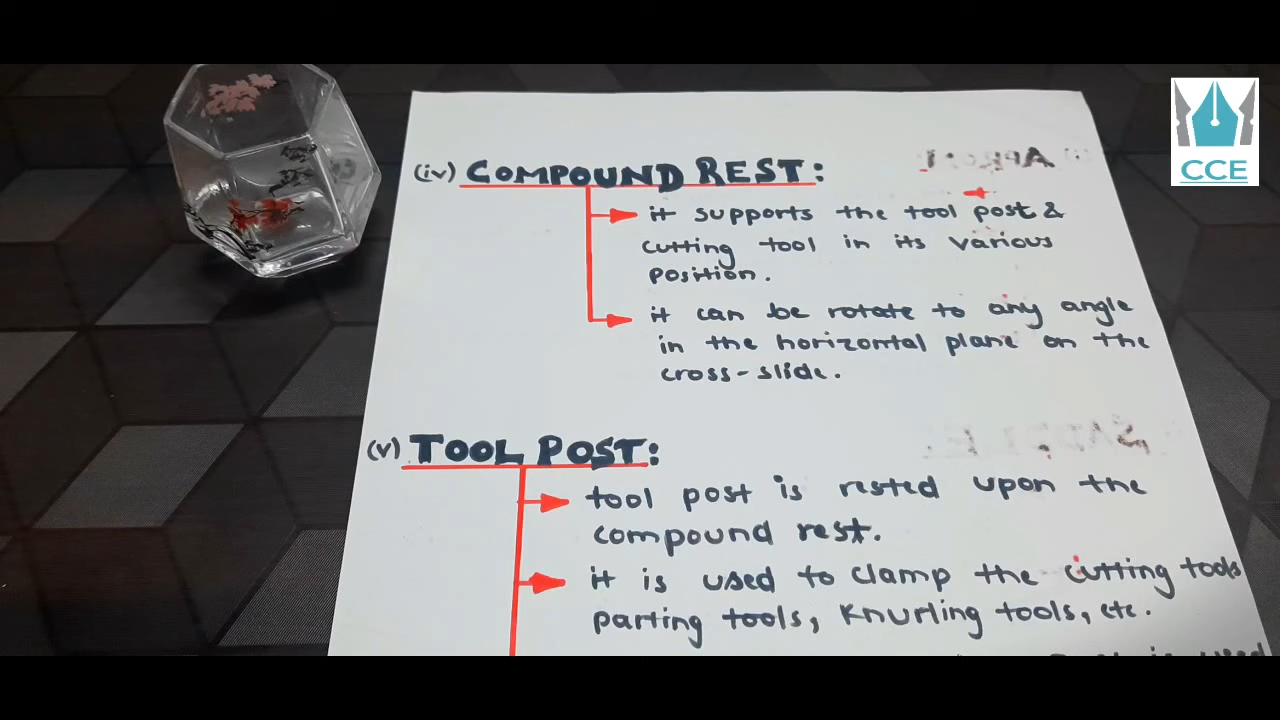 CCE
(iv) COMPOUND REST:
it supports the tool post &
cutting tool in its various
position.
it can be rotate to any angle
in the horizontal plane on the
cross-slide.
(v) TOOL POST:
tool post is rested upon the
compound rest.
it is used to clamp the cutting tools
parting tools, knurling tools, etc.
is used